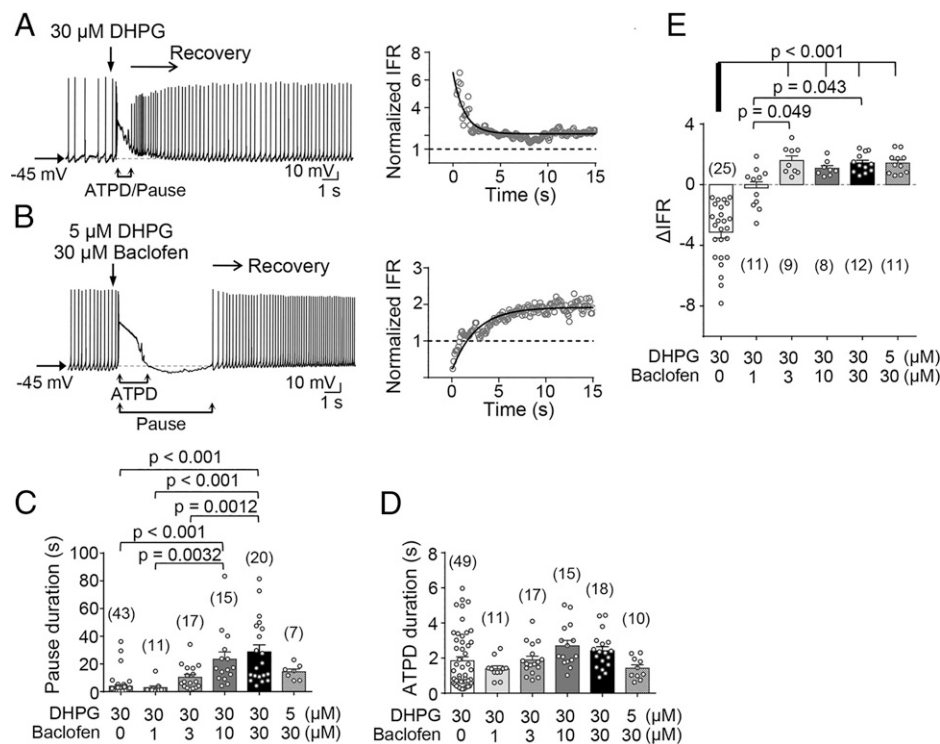 A
30 µM DHPG
Recovery
-45 mV
10 mV
1 s
ATPD/Pause
Normalized IFR
8
6
4
2
1
0 5 10 15
Time (s)
B
5 µM DHPG
30 µM Baclofen
Recovery
-45 mV
10 mV
1 s
ATPD
Pause
Normalized IFR
3
2
1
0
0 5 10 15
Time (s)
C
p < 0.001
p < 0.001
p = 0.0012
p < 0.001
p = 0.0032
(43) (11) (17) (15) (20) (7)
Pause duration (s)
100
80
60
40
20
0
DHPG 30 30 30 30 30 5 (µM)
Baclofen 0 1 3 10 30 30 (µM)
D
(49) (11) (17) (15) (18) (10)
ATPD duration (s)
8
6
4
2
0
DHPG 30 30 30 30 30 5 (µM)
Baclofen 0 1 3 10 30 30 (µM)
E
p < 0.001
p = 0.043
p = 0.049
(25) (11) (9) (8) (12) (11)
ΔIFR
4
0
-4
-8
DHPG 30 30 30 30 30 5 (µM)
Baclofen 0 1 3 10 30 30 (µM)